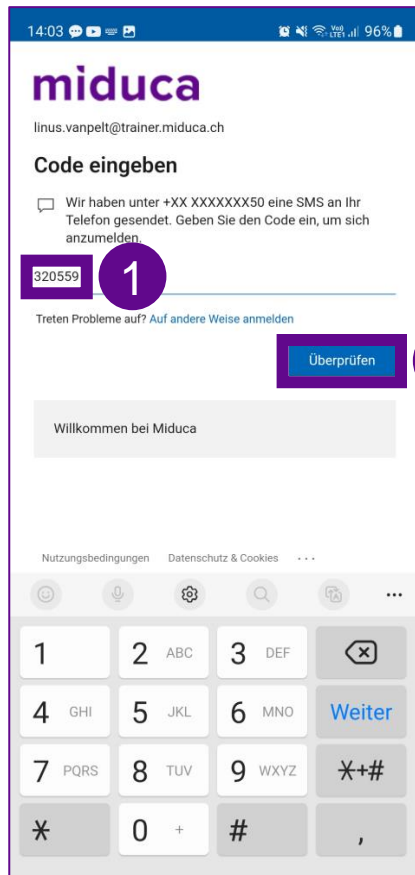 14:03 96%
Vo)) LTE1
miduca
linus.vanpelt@trainer.miduca.ch
Code eingeben
Wir haben unter +XX XXXXXXX50 eine SMS an Ihr
Telefon gesendet. Geben Sie den Code ein, um sich
anzumelden.
320559 1
Treten Probleme auf? Auf andere Weise anmelden
Überprüfen
Willkommen bei Miduca
Nutzungsbedingungen Datenschutz & Cookies ...
1 2 ABC 3 DEF
4 GHI 5 JKL 6 MNO Weiter
7 PQRS 8 TUV 9 WXYZ *+#
* 0 + # ,